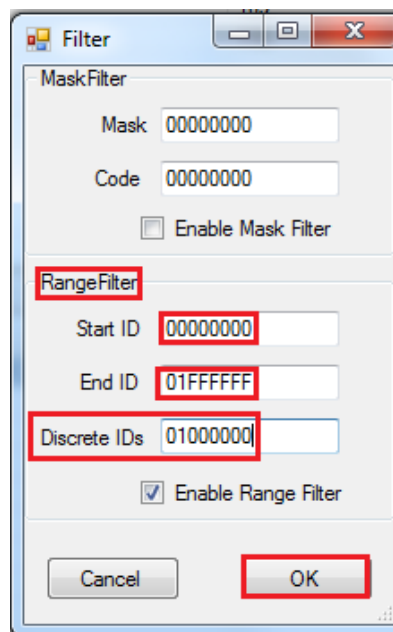 Filter
MaskFilter
Mask 00000000
Code 00000000
Enable Mask Filter
RangeFilter
Start ID 00000000
End ID 01FFFFFF
Discrete IDs 01000000
Enable Range Filter
Cancel OK